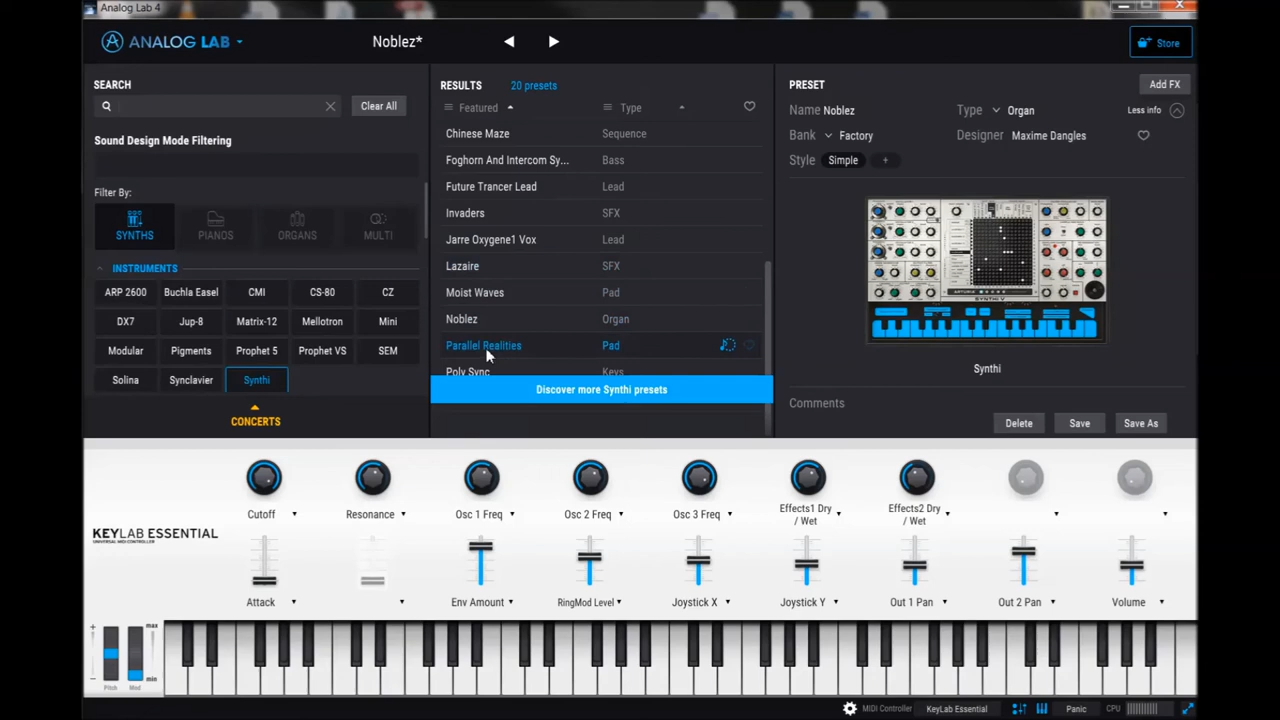 Analog Lab 4
ANALOG LAB
Noblez*
Store
SEARCH
Clear All
Sound Design Mode Filtering
Filter By:
SYNTHS
PIANOS
ORGANS
MULTI
INSTRUMENTS
ARP 2600
Buchla Easel
CMI
CS-80
CZ
DX7
Jup-8
Matrix-12
Mellotron
Mini
Modular
Pigments
Prophet 5
Prophet VS
SEM
Solina
Synclavier
Synthi
CONCERTS
RESULTS
20 presets
Featured
Type
Chinese Maze
Sequence
Foghorn And Intercom Sy...
Bass
Future Trancer Lead
Lead
Invaders
SFX
Jarre Oxygene1 Vox
Lead
Lazaire
SFX
Moist Waves
Pad
Noblez
Organ
Parallel Realities
Pad
Poly Sync
Keys
Discover more Synthi presets
PRESET
Add FX
Name Noblez
Type
Organ
Less info
Bank
Factory
Designer
Maxime Dangles
Style
Simple
+
Synthi
Comments
Delete
Save
Save As
KEYLAB ESSENTIAL
UNIVERSAL MIDI CONTROLLER
Cutoff
Resonance
Osc 1 Freq
Osc 2 Freq
Osc 3 Freq
Effects1 Dry
/ Wet
Effects2 Dry
/ Wet
Attack
Env Amount
RingMod Level
Joystick X
Joystick Y
Out 1 Pan
Out 2 Pan
Volume
+
max
min
Pitch
Mod
MIDI Controller
KeyLab Essential
Panic
CPU